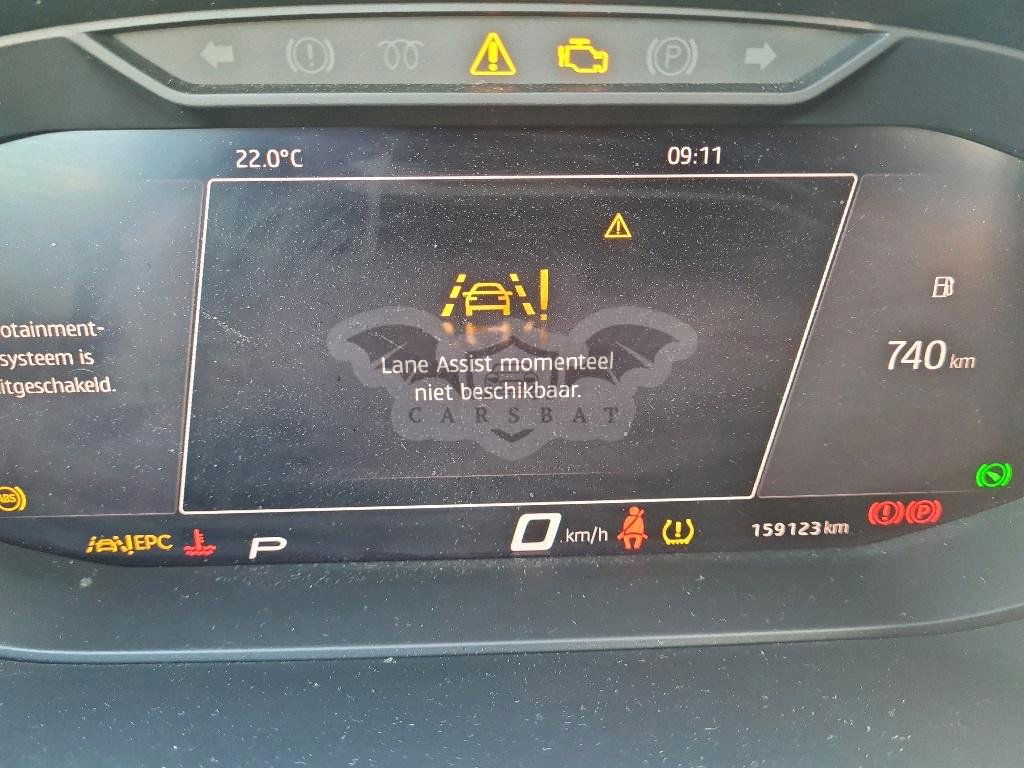 22.0°C
09:11
otainment-
systeem is
itgeschakeld.
Lane Assist momenteel
niet beschikbaar.
CARSBAT
740 km
ABS
EPC
P
0 km/h
159123 km
P
P